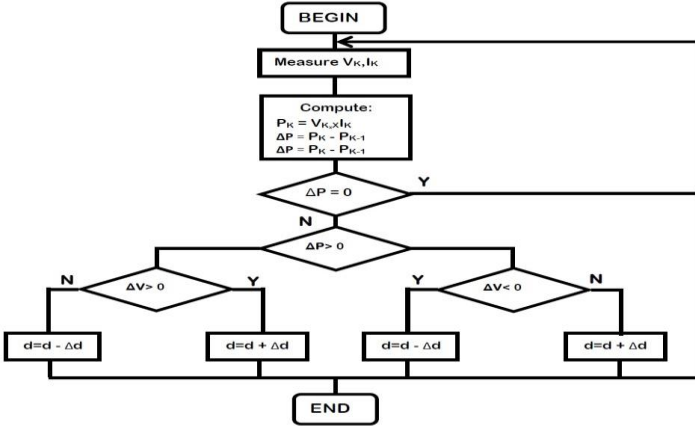 BEGIN
Measure VK,IK
Compute:
PK = VK,XIK
ΔP = PK - PK-1
ΔP = PK - PK-1
ΔP = 0
Y
N
ΔP> 0
N
ΔV> 0
Y
Y
ΔV< 0
N
d=d - Δd
d=d + Δd
d=d - Δd
d=d + Δd
END